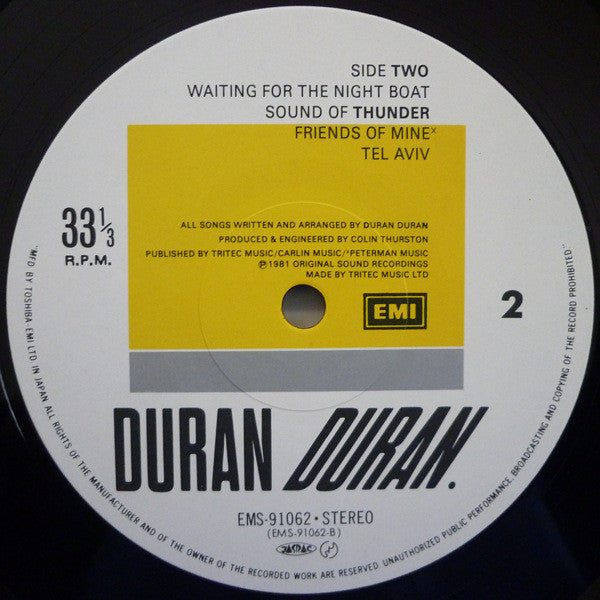 SIDE TWO
WAITING FOR THE NIGHT BOAT
SOUND OF THUNDER
FRIENDS OF MINE*
TEL AVIV
33 1/3
R.P.M.
ALL SONGS WRITTEN AND ARRANGED BY DURAN DURAN
PRODUCED & ENGINEERED BY COLIN THURSTON
PUBLISHED BY TRITEC MUSIC/CARLIN MUSIC/*PETERMAN MUSIC
℗1981 ORIGINAL SOUND RECORDINGS
MADE BY TRITEC MUSIC LTD
EMI
2
DURAN DURAN.
EMS-91062・STEREO
(EMS-91062-B)
JASRAC
"MFD BY TOSHIBA-EMI LTD. IN JAPAN ALL RIGHTS OF THE MANUFACTURER AND OF THE OWNER OF THE RECORDED WORK ARE RESERVED UNAUTHORIZED PUBLIC PERFORMANCE, BROADCASTING AND COPYING OF THE RECORD PROHIBITED"